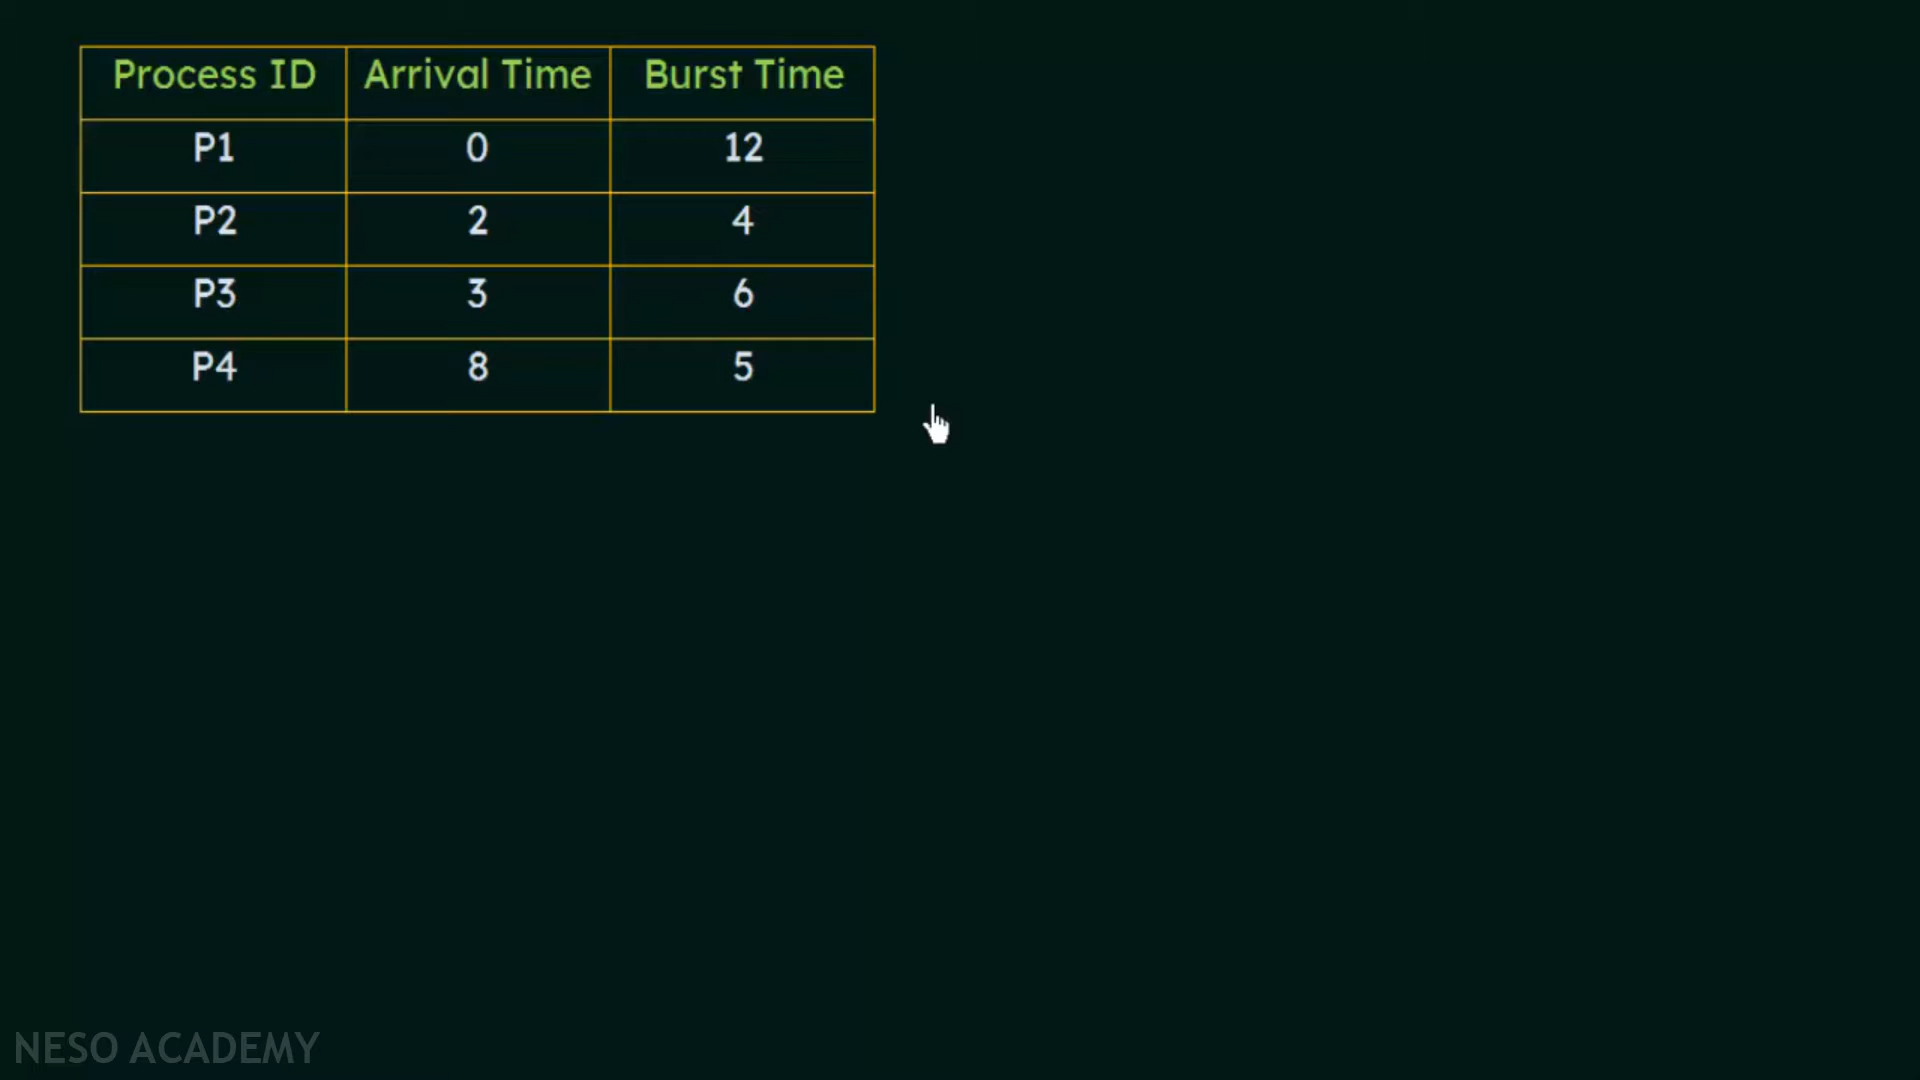 Process ID Arrival Time Burst Time
P1 0 12
P2 2 4
P3 3 6
P4 8 5
NESO ACADEMY